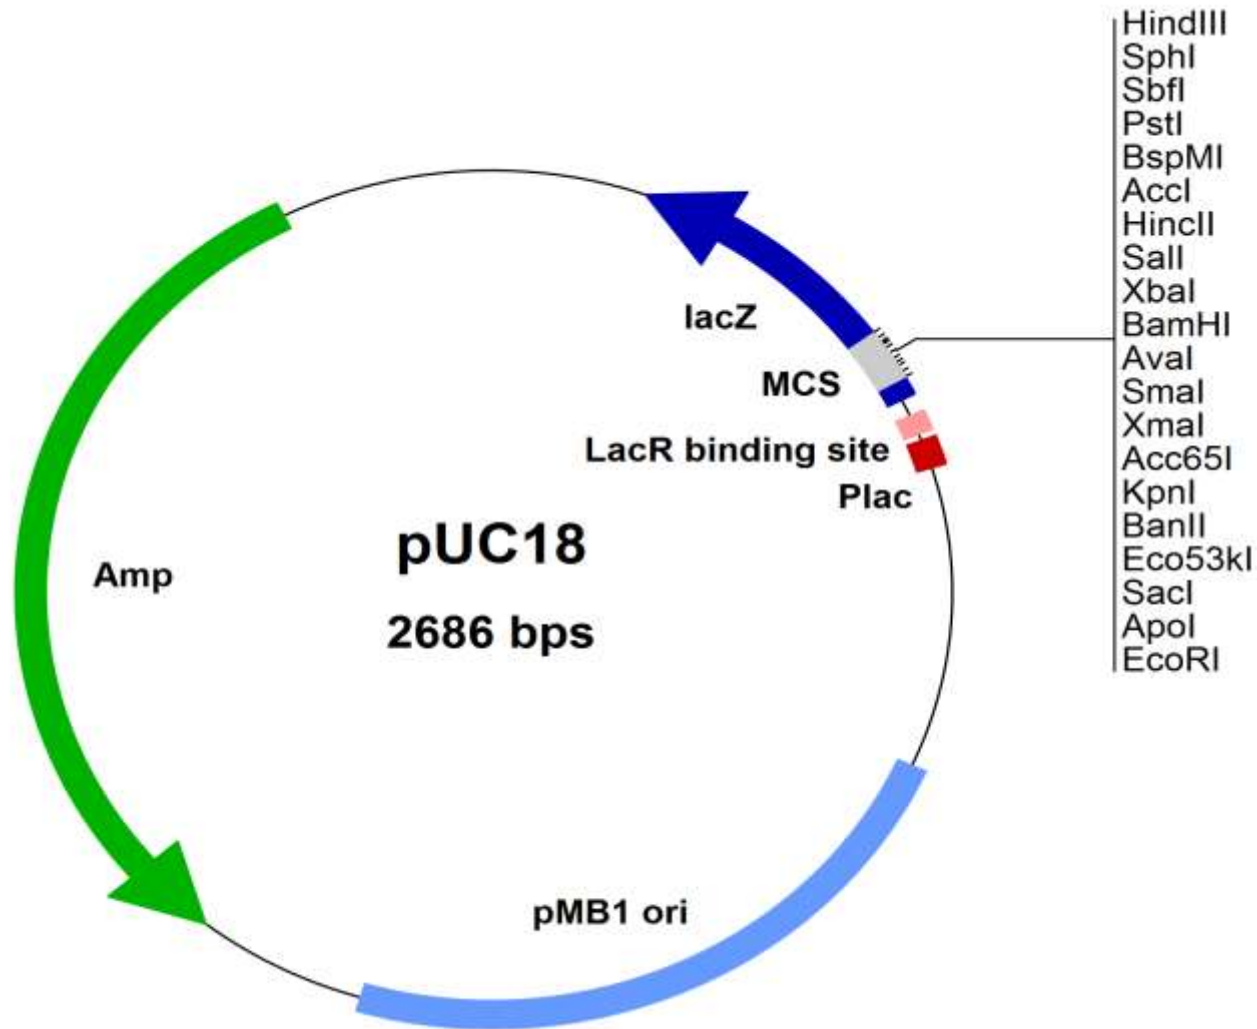 HindIII
SphI
SbfI
PstI
BspMI
AccI
HincII
SalI
XbaI
BamHI
AvaI
SmaI
XmaI
Acc65I
KpnI
BanII
Eco53kI
SacI
ApoI
EcoRI
lacZ
MCS
LacR binding site
Plac
pUC18
2686 bps
Amp
pMB1 ori